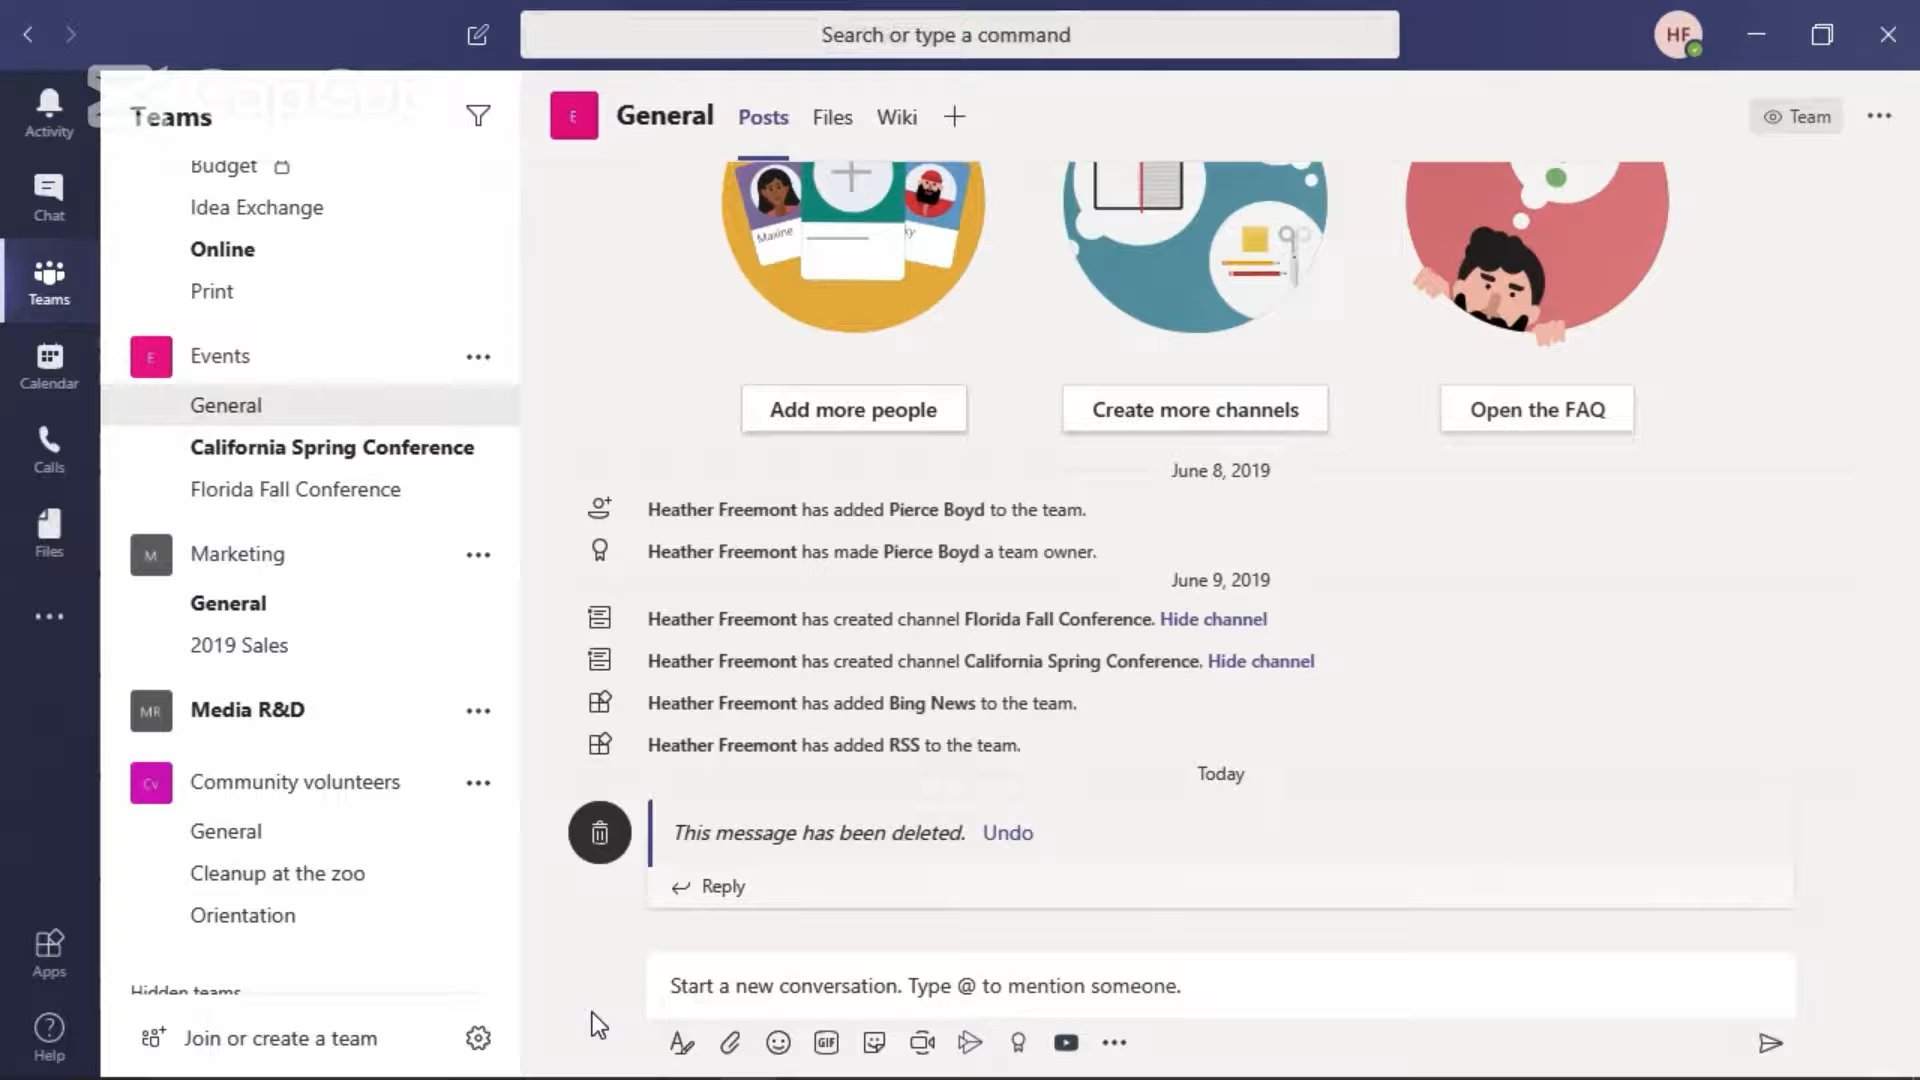 Search or type a command
HF
Activity
Chat
Teams
Calendar
Calls
Files
Apps
Help
Teams
Budget
Idea Exchange
Online
Print
E
Events
General
California Spring Conference
Florida Fall Conference
M
Marketing
General
2019 Sales
MR
Media R&D
Cv
Community volunteers
General
Cleanup at the zoo
Orientation
Hidden teams
Join or create a team
E
General
Posts
Files
Wiki
Team
Maxine
Add more people
Create more channels
Open the FAQ
June 8, 2019
Heather Freemont has added Pierce Boyd to the team.
Heather Freemont has made Pierce Boyd a team owner.
June 9, 2019
Heather Freemont has created channel Florida Fall Conference. Hide channel
Heather Freemont has created channel California Spring Conference. Hide channel
Heather Freemont has added Bing News to the team.
Heather Freemont has added RSS to the team.
Today
This message has been deleted. Undo
Reply
Start a new conversation. Type @ to mention someone.
GIF